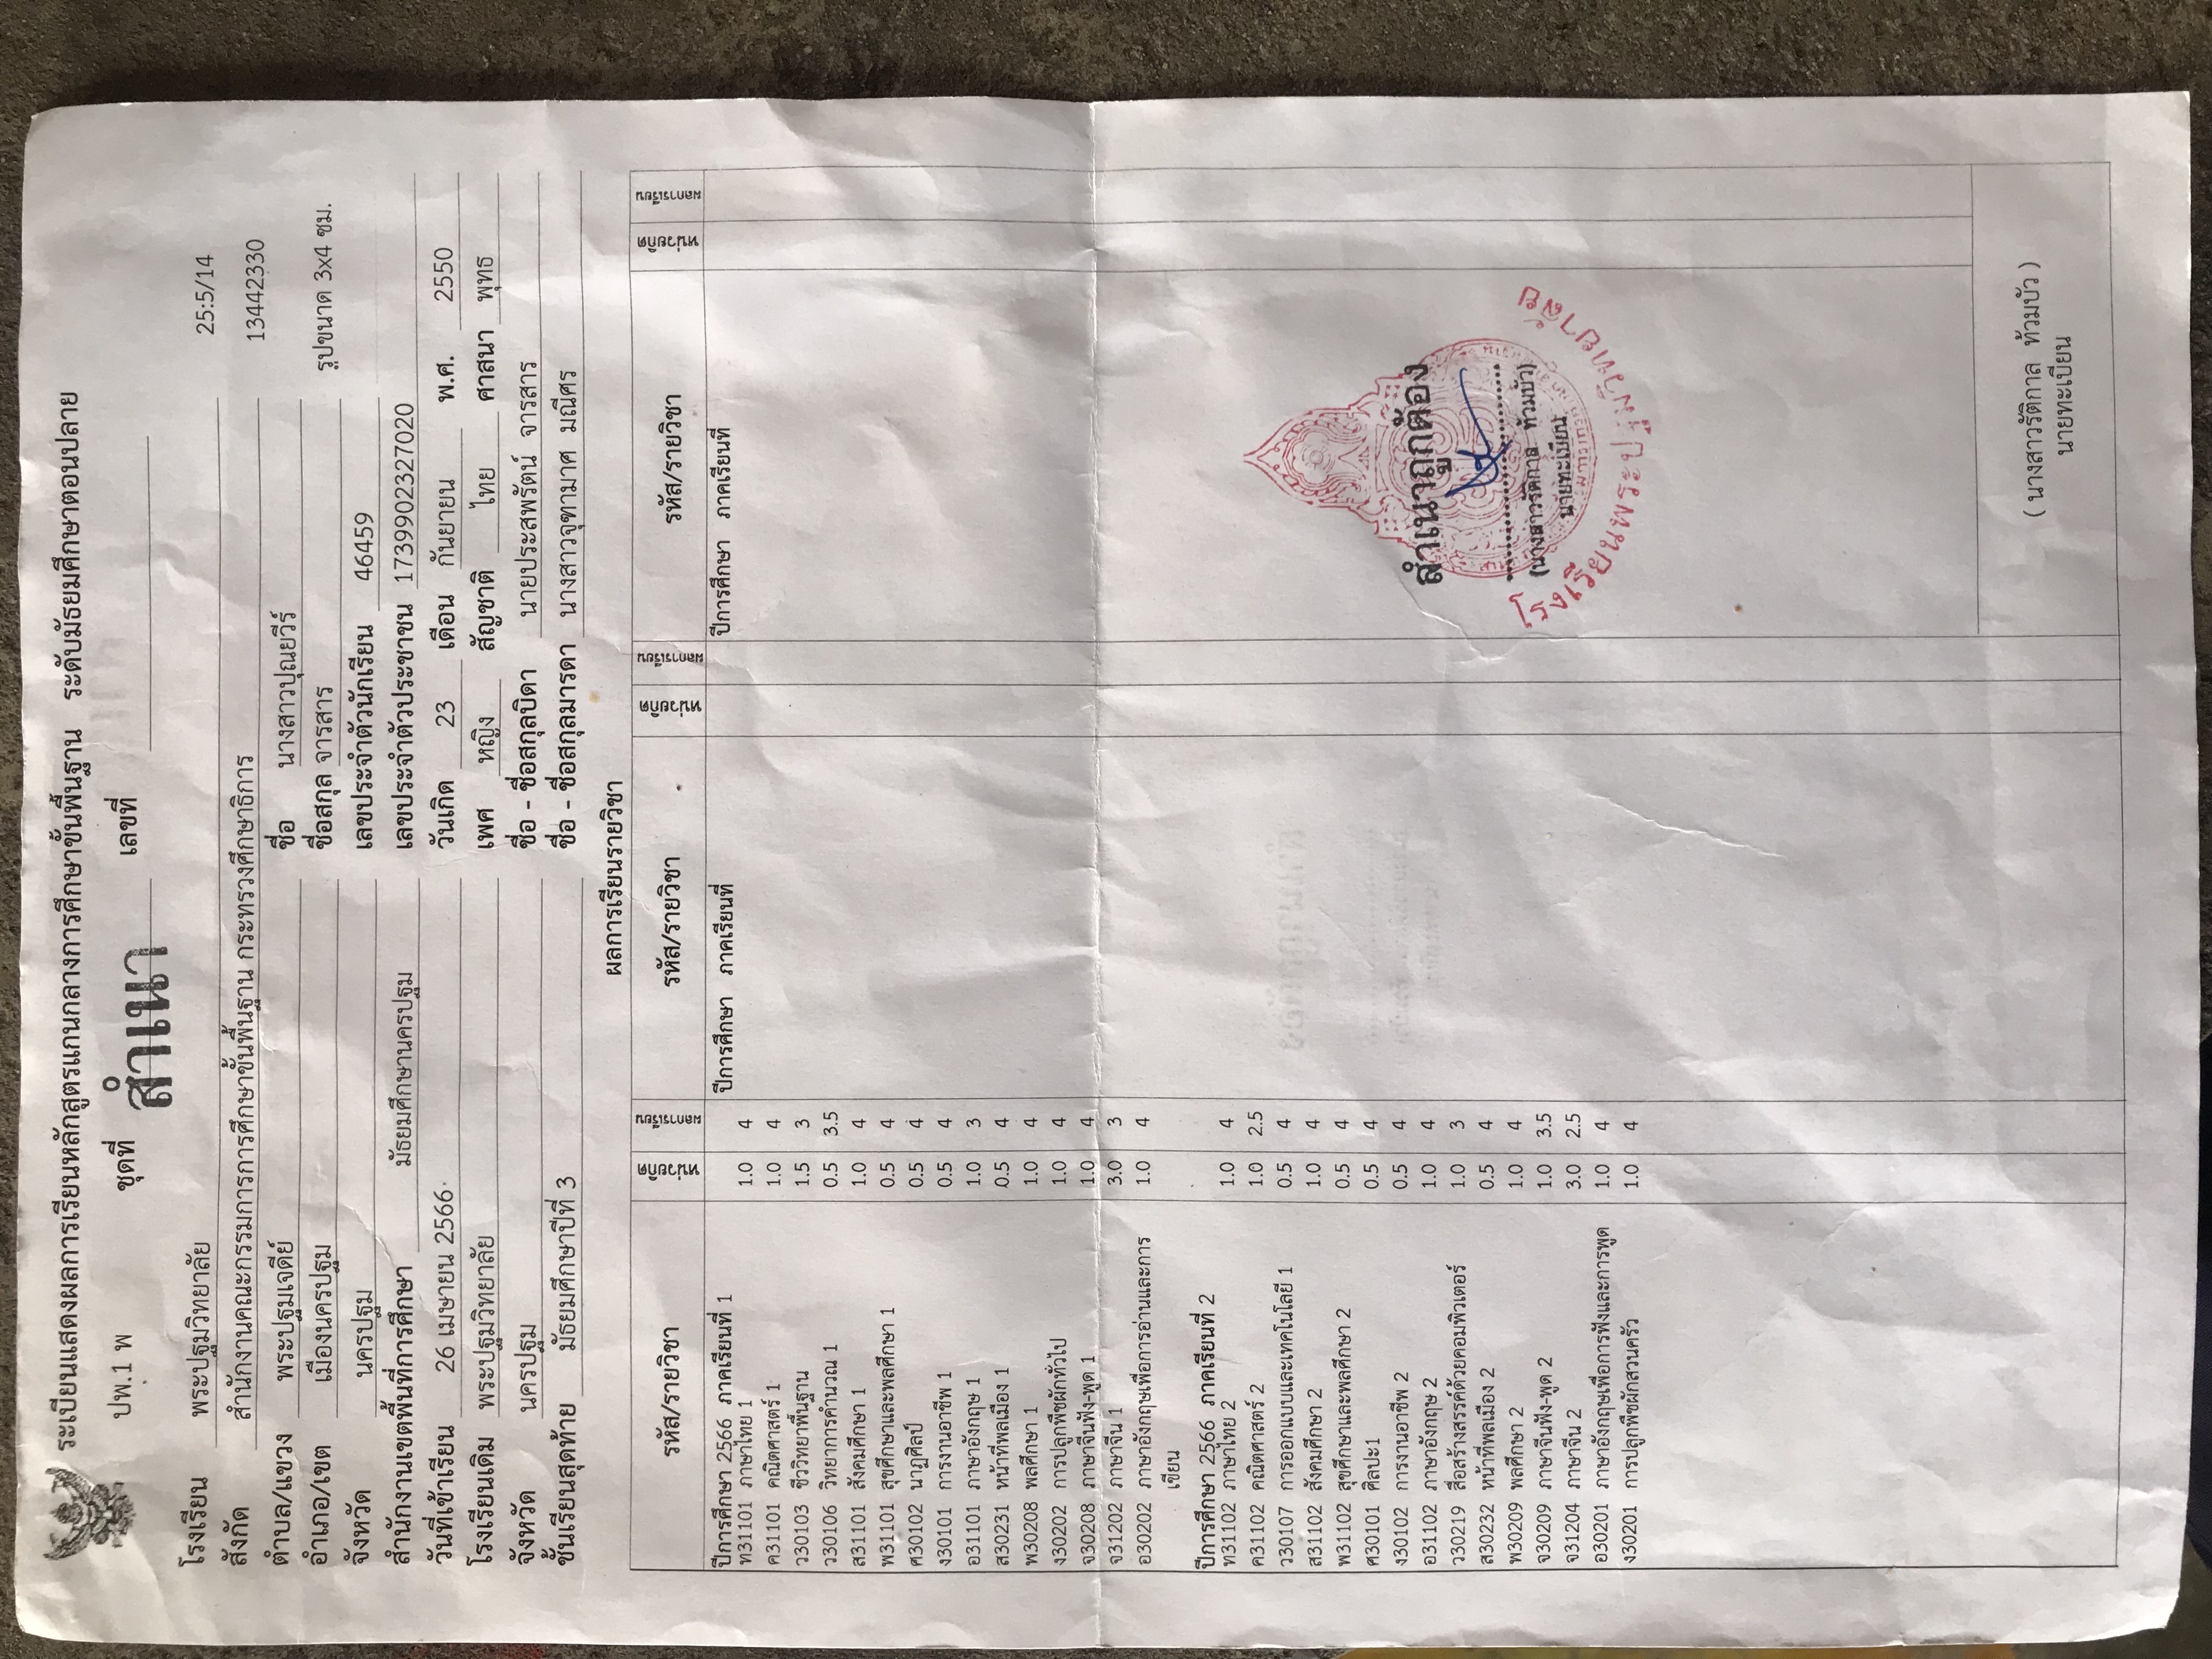 ระเบียนแสดงผลการเรียนหลักสูตรแกนกลางการศึกษาขั้นพื้นฐาน ระดับมัธยมศึกษาตอนปลาย
ปพ.1 พ ชุดที่ เลขที่
สำเนา
25:5/14
13442330
รูปขนาด 3x4 ซม.
โรงเรียน พระปฐมวิทยาลัย
สังกัด สำนักงานคณะกรรมการการศึกษาขั้นพื้นฐาน กระทรวงศึกษาธิการ
ตำบล/แขวง พระปฐมเจดีย์
อำเภอ/เขต เมืองนครปฐม
จังหวัด นครปฐม
สำนักงานเขตพื้นที่การศึกษา มัธยมศึกษานครปฐม
วันที่เข้าเรียน 26 เมษายน 2566
โรงเรียนเดิม พระปฐมวิทยาลัย
จังหวัด นครปฐม
ชั้นเรียนสุดท้าย มัธยมศึกษาปีที่ 3
ชื่อ นางสาวปุณยวีร์
ชื่อสกุล จารสาร
เลขประจำตัวนักเรียน 46459
เลขประจำตัวประชาชน 1739902327020
วันเกิด 23 เดือน กันยายน พ.ศ. 2550
เพศ หญิง สัญชาติ ไทย ศาสนา พุทธ
ชื่อ - ชื่อสกุลบิดา นายประสพรัตน์ จารสาร
ชื่อ - ชื่อสกุลมารดา นางสาวจุฑามาศ มณีศร
ผลการเรียนรายวิชา
รหัส/รายวิชา หน่วยกิต ผลการเรียน รหัส/รายวิชา หน่วยกิต ผลการเรียน รหัส/รายวิชา หน่วยกิต ผลการเรียน
ปีการศึกษา 2566 ภาคเรียนที่ 1 ปีการศึกษา ภาคเรียนที่ ปีการศึกษา ภาคเรียนที่
ท31101 ภาษาไทย 1 1.0 4
ค31101 คณิตศาสตร์ 1 1.0 4
ว30103 ชีววิทยาพื้นฐาน 1.5 3
ว30106 วิทยาการคำนวณ 1 0.5 3.5
ส31101 สังคมศึกษา 1 1.0 4
พ31101 สุขศึกษาและพลศึกษา 1 0.5 4
ศ30102 นาฏศิลป์ 0.5 4
ง30101 การงานอาชีพ 1 0.5 4
อ31101 ภาษาอังกฤษ 1 1.0 3
ส30231 หน้าที่พลเมือง 1 0.5 4
พ30208 พลศึกษา 1 1.0 4
ง30202 การปลูกพืชผักทั่วไป 1.0 4
จ30208 ภาษาจีนฟัง-พูด 1 1.0 4
จ31202 ภาษาจีน 1 3.0 3
อ30202 ภาษาอังกฤษเพื่อการอ่านและการ 1.0 4
เขียน
ปีการศึกษา 2566 ภาคเรียนที่ 2
ท31102 ภาษาไทย 2 1.0 4
ค31102 คณิตศาสตร์ 2 1.0 2.5
ว30107 การออกแบบและเทคโนโลยี 1 0.5 4
ส31102 สังคมศึกษา 2 1.0 4
พ31102 สุขศึกษาและพลศึกษา 2 0.5 4
ศ30101 ศิลปะ1 0.5 4
ง30102 การงานอาชีพ 2 0.5 4
อ31102 ภาษาอังกฤษ 2 1.0 4
ว30219 สื่อสร้างสรรค์ด้วยคอมพิวเตอร์ 1.0 3
ส30232 หน้าที่พลเมือง 2 0.5 4
พ30209 พลศึกษา 2 1.0 4
จ30209 ภาษาจีนฟัง-พูด 2 1.0 3.5
จ31204 ภาษาจีน 2 3.0 2.5
อ30201 ภาษาอังกฤษเพื่อการฟังและการพูด 1.0 4
ง30201 การปลูกพืชผักสวนครัว 1.0 4
สำเนาถูกต้อง
(นางสาวรัติกาล ท้วมบัว)
นายทะเบียน
โรงเรียนพระปฐมวิทยาลัย
( นางสาวรัติกาล ท้วมบัว )
นายทะเบียน